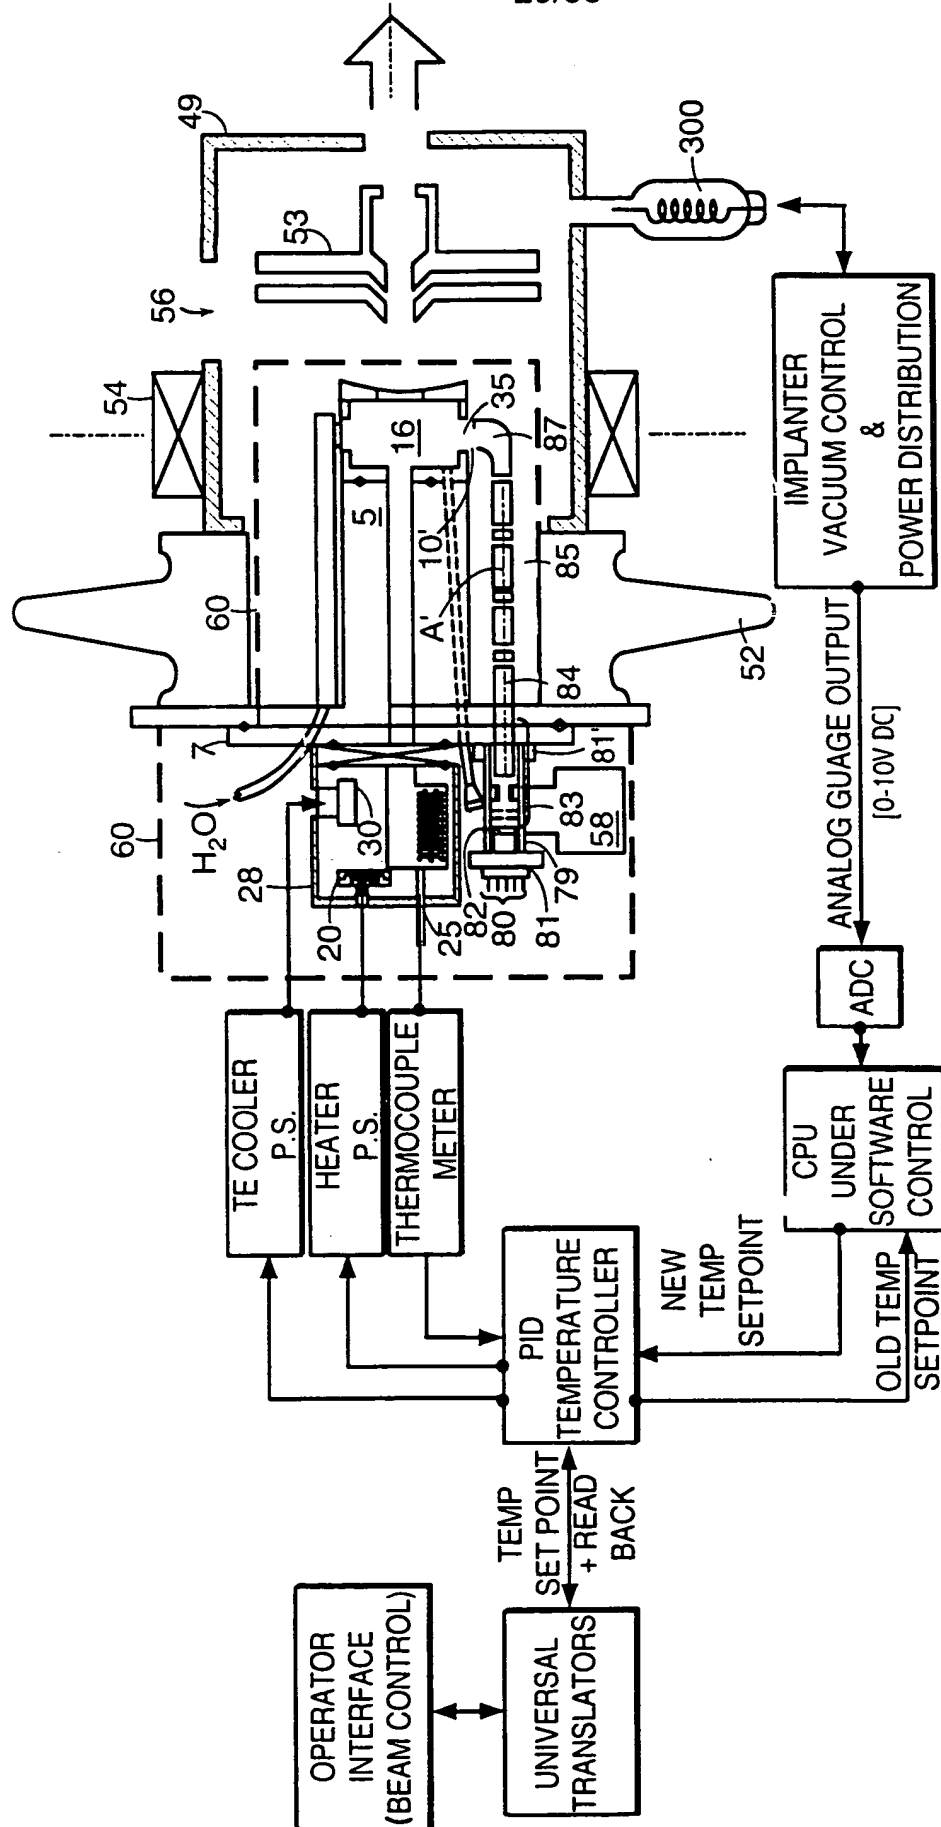 49
53
56
54
300
16
35
87
5
10'
A'
85
60
84
52
7
H₂O
60
28
30
20
25
82
80
81
79
83
58
81'
IMPLANTER
VACUUM CONTROL
&
POWER DISTRIBUTION
ANALOG GUAGE OUTPUT
[0-10V DC]
ADC
CPU
UNDER
SOFTWARE
CONTROL
TE COOLER
P.S.
HEATER
P.S.
THERMOCOUPLE
METER
PID
TEMPERATURE
CONTROLLER
NEW
TEMP
SETPOINT
OLD TEMP
SETPOINT
TEMP
SET POINT
+ READ
BACK
OPERATOR
INTERFACE
(BEAM CONTROL)
UNIVERSAL
TRANSLATORS